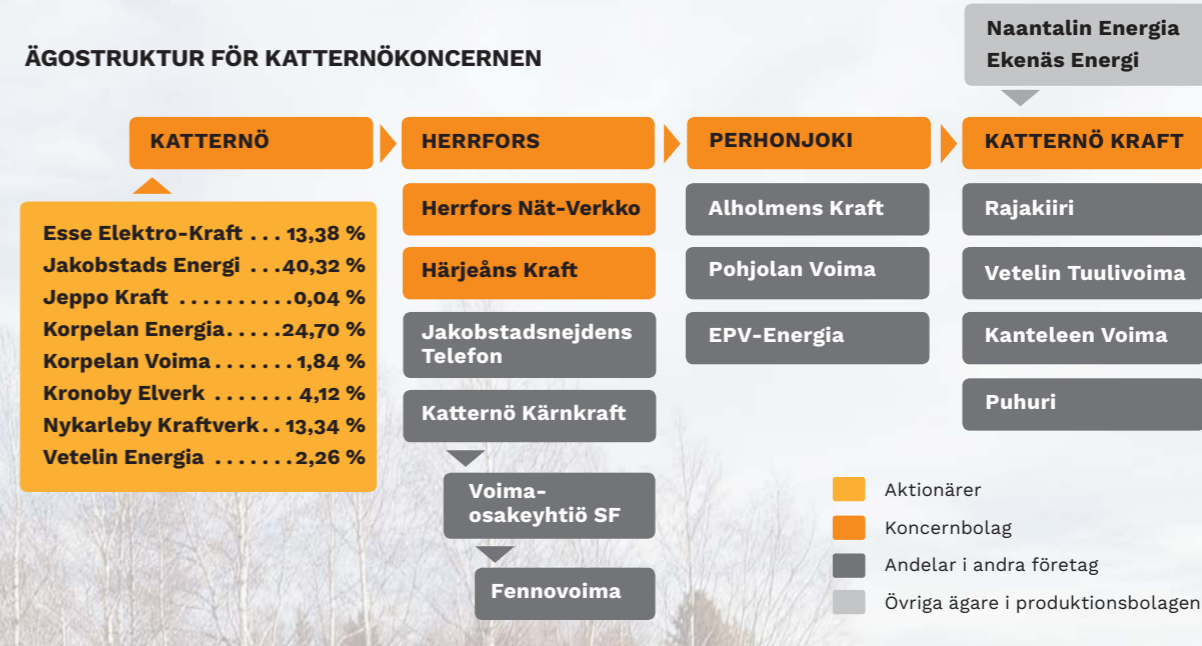 ÄGOSTRUKTUR FÖR KATTERNÖKONCERNEN
Naantalin Energia
Ekenäs Energi
KATTERNÖ
HERRFORS
PERHONJOKI
KATTERNÖ KRAFT
Esse Elektro-Kraft . . . 13,38 %
Jakobstads Energi . . .40,32 %
Jeppo Kraft . . . . . . . . . .0,04 %
Korpelan Energia. . . . .24,70 %
Korpelan Voima . . . . . . . 1,84 %
Kronoby Elverk . . . . . . . 4,12 %
Nykarleby Kraftverk. . 13,34 %
Vetelin Energia . . . . . . .2,26 %
Herrfors Nät-Verkko
Härjeåns Kraft
Jakobstadsnejdens
Telefon
Katternö Kärnkraft
Voima-
osakeyhtiö SF
Fennovoima
Alholmens Kraft
Pohjolan Voima
EPV-Energia
Rajakiiri
Vetelin Tuulivoima
Kanteleen Voima
Puhuri
Aktionärer
Koncernbolag
Andelar i andra företag
Övriga ägare i produktionsbolagen